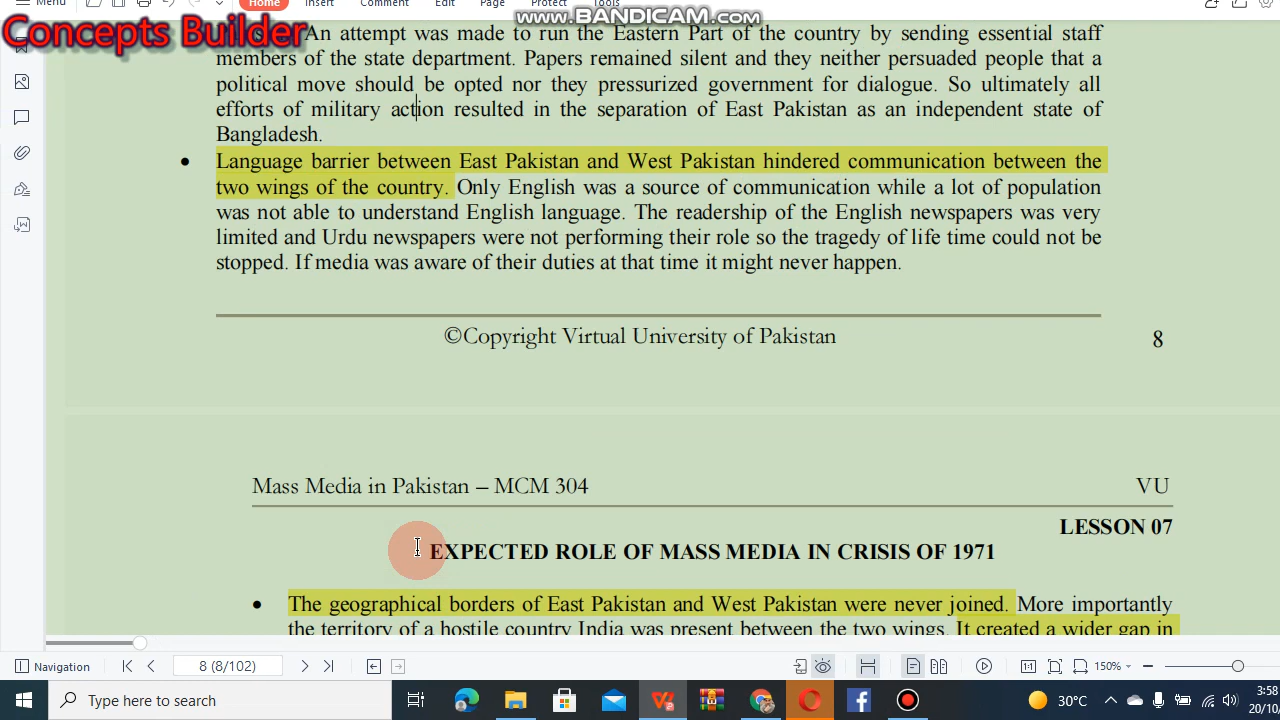 Menu Home Insert Comment Edit Page Protect Tools
www.BANDICAM.com
Concepts Builder
An attempt was made to run the Eastern Part of the country by sending essential staff
members of the state department. Papers remained silent and they neither persuaded people that a
political move should be opted nor they pressurized government for dialogue. So ultimately all
efforts of military action resulted in the separation of East Pakistan as an independent state of
Bangladesh.
• Language barrier between East Pakistan and West Pakistan hindered communication between the
two wings of the country. Only English was a source of communication while a lot of population
was not able to understand English language. The readership of the English newspapers was very
limited and Urdu newspapers were not performing their role so the tragedy of life time could not be
stopped. If media was aware of their duties at that time it might never happen.
©Copyright Virtual University of Pakistan 8
Mass Media in Pakistan – MCM 304 VU
LESSON 07
EXPECTED ROLE OF MASS MEDIA IN CRISIS OF 1971
• The geographical borders of East Pakistan and West Pakistan were never joined. More importantly
the territory of a hostile country India was present between the two wings. It created a wider gap in
Navigation 8 (8/102) 1:1 150%
Type here to search 30°C 3:58
20/10/